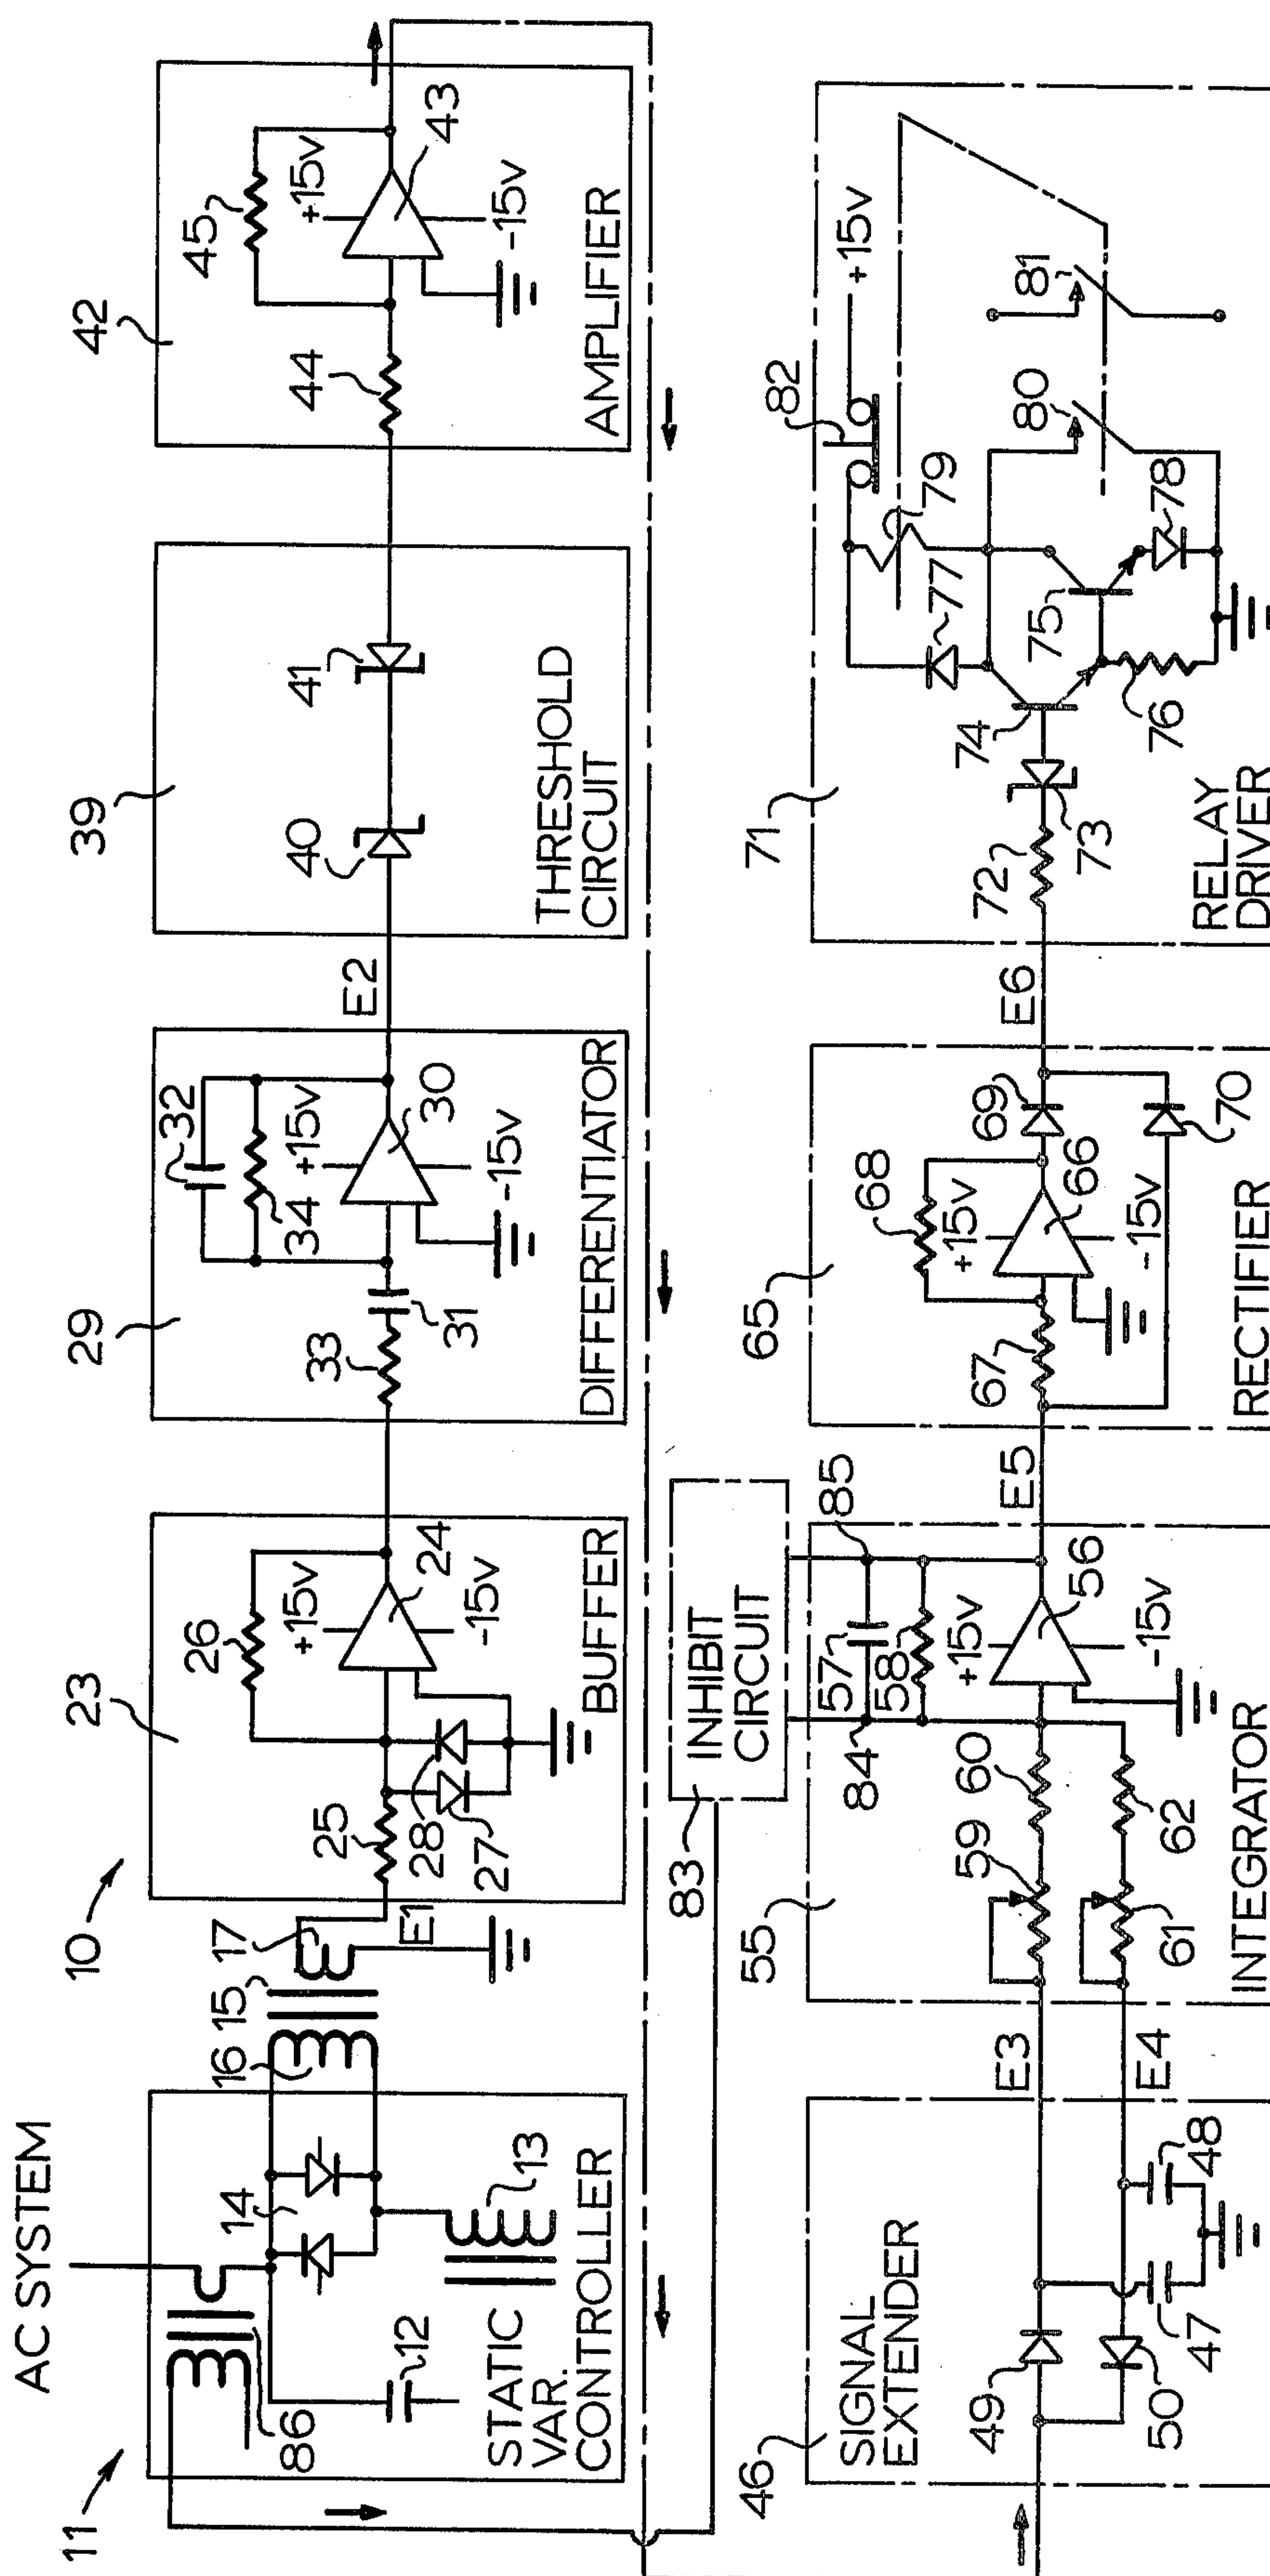 AC SYSTEM
11
86
12
STATIC
VAR.
CONTROLLER
14
13
16
15
17
E1
10
23
25
26
28
27
+15v
24
-15v
BUFFER
29
33
31
32
34
+15v
30
-15v
DIFFERENTIATOR
E2
39
40
41
THRESHOLD
CIRCUIT
42
44
45
+15v
43
-15v
AMPLIFIER
46
SIGNAL
EXTENDER
49
50
47
48
E3
E4
83
INHIBIT
CIRCUIT
55
84
85
57
58
59
60
61
62
+15v
56
-15v
INTEGRATOR
E5
65
67
68
+15v
66
-15v
69
70
RECTIFIER
E6
71
72
73
74
75
76
77
78
79
80
81
82
+15v
RELAY
DRIVER